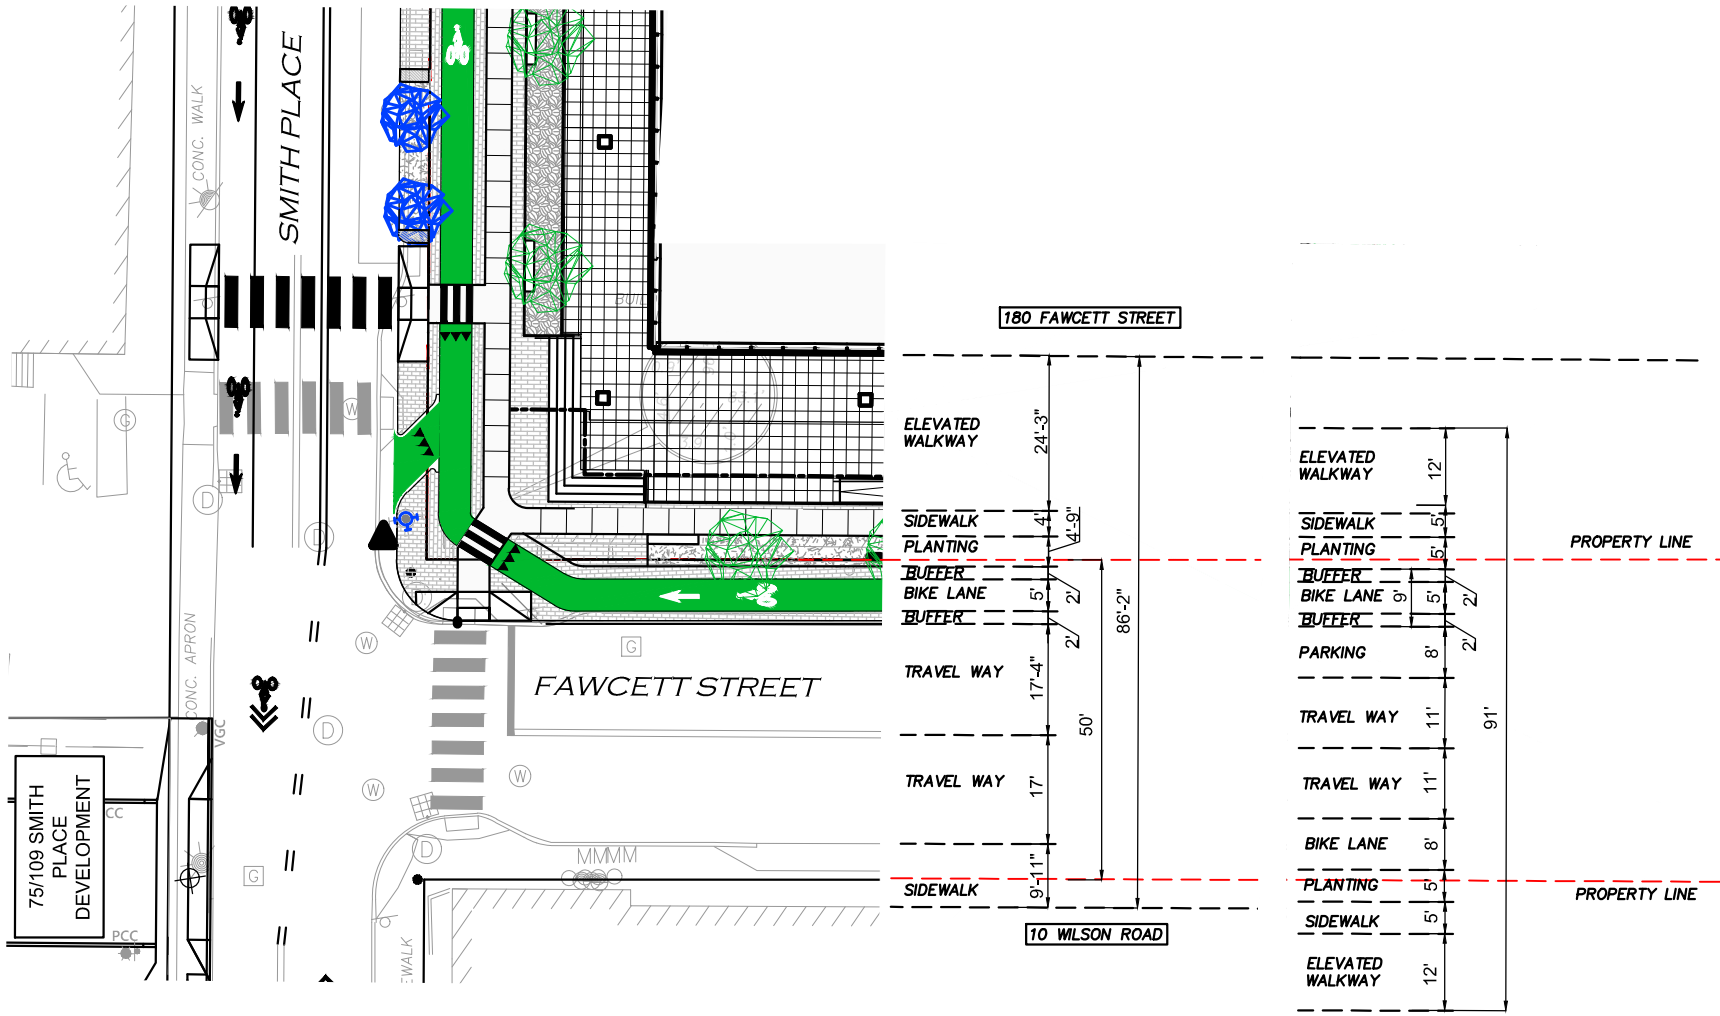 SMITH PLACE
CONC. WALK
W
G
D
D
W
CONC. APRON
VGC
D
W
G
W
D
G
FAWCETT STREET
MMMM
75/109 SMITH
PLACE
DEVELOPMENT
CC
PCC
EWALK
180 FAWCETT STREET
ELEVATED
WALKWAY
24'-3"
SIDEWALK
4'
PLANTING
4'-9"
BUFFER
2'
BIKE LANE
5'
BUFFER
2'
TRAVEL WAY
17'-4"
TRAVEL WAY
17'
SIDEWALK
9'-11"
50'
86'-2"
10 WILSON ROAD
ELEVATED
WALKWAY
12'
SIDEWALK
5'
PLANTING
5'
PROPERTY LINE
BUFFER
2'
BIKE LANE
5'
9'
BUFFER
2'
PARKING
8'
TRAVEL WAY
11'
TRAVEL WAY
11'
BIKE LANE
8'
PLANTING
5'
PROPERTY LINE
SIDEWALK
5'
ELEVATED
WALKWAY
12'
91'